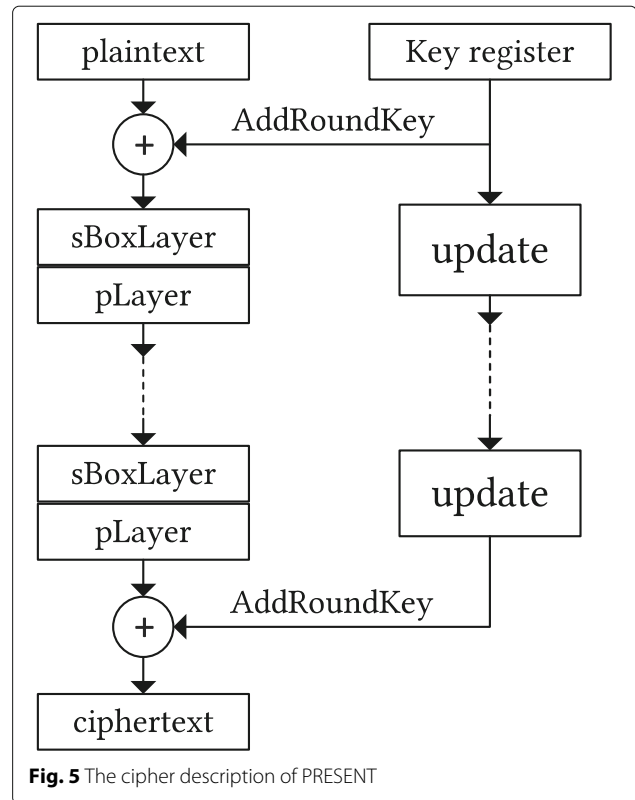 plaintext
Key register
AddRoundKey
+
sBoxLayer
update
pLayer
sBoxLayer
update
pLayer
AddRoundKey
+
ciphertext
Fig. 5 The cipher description of PRESENT